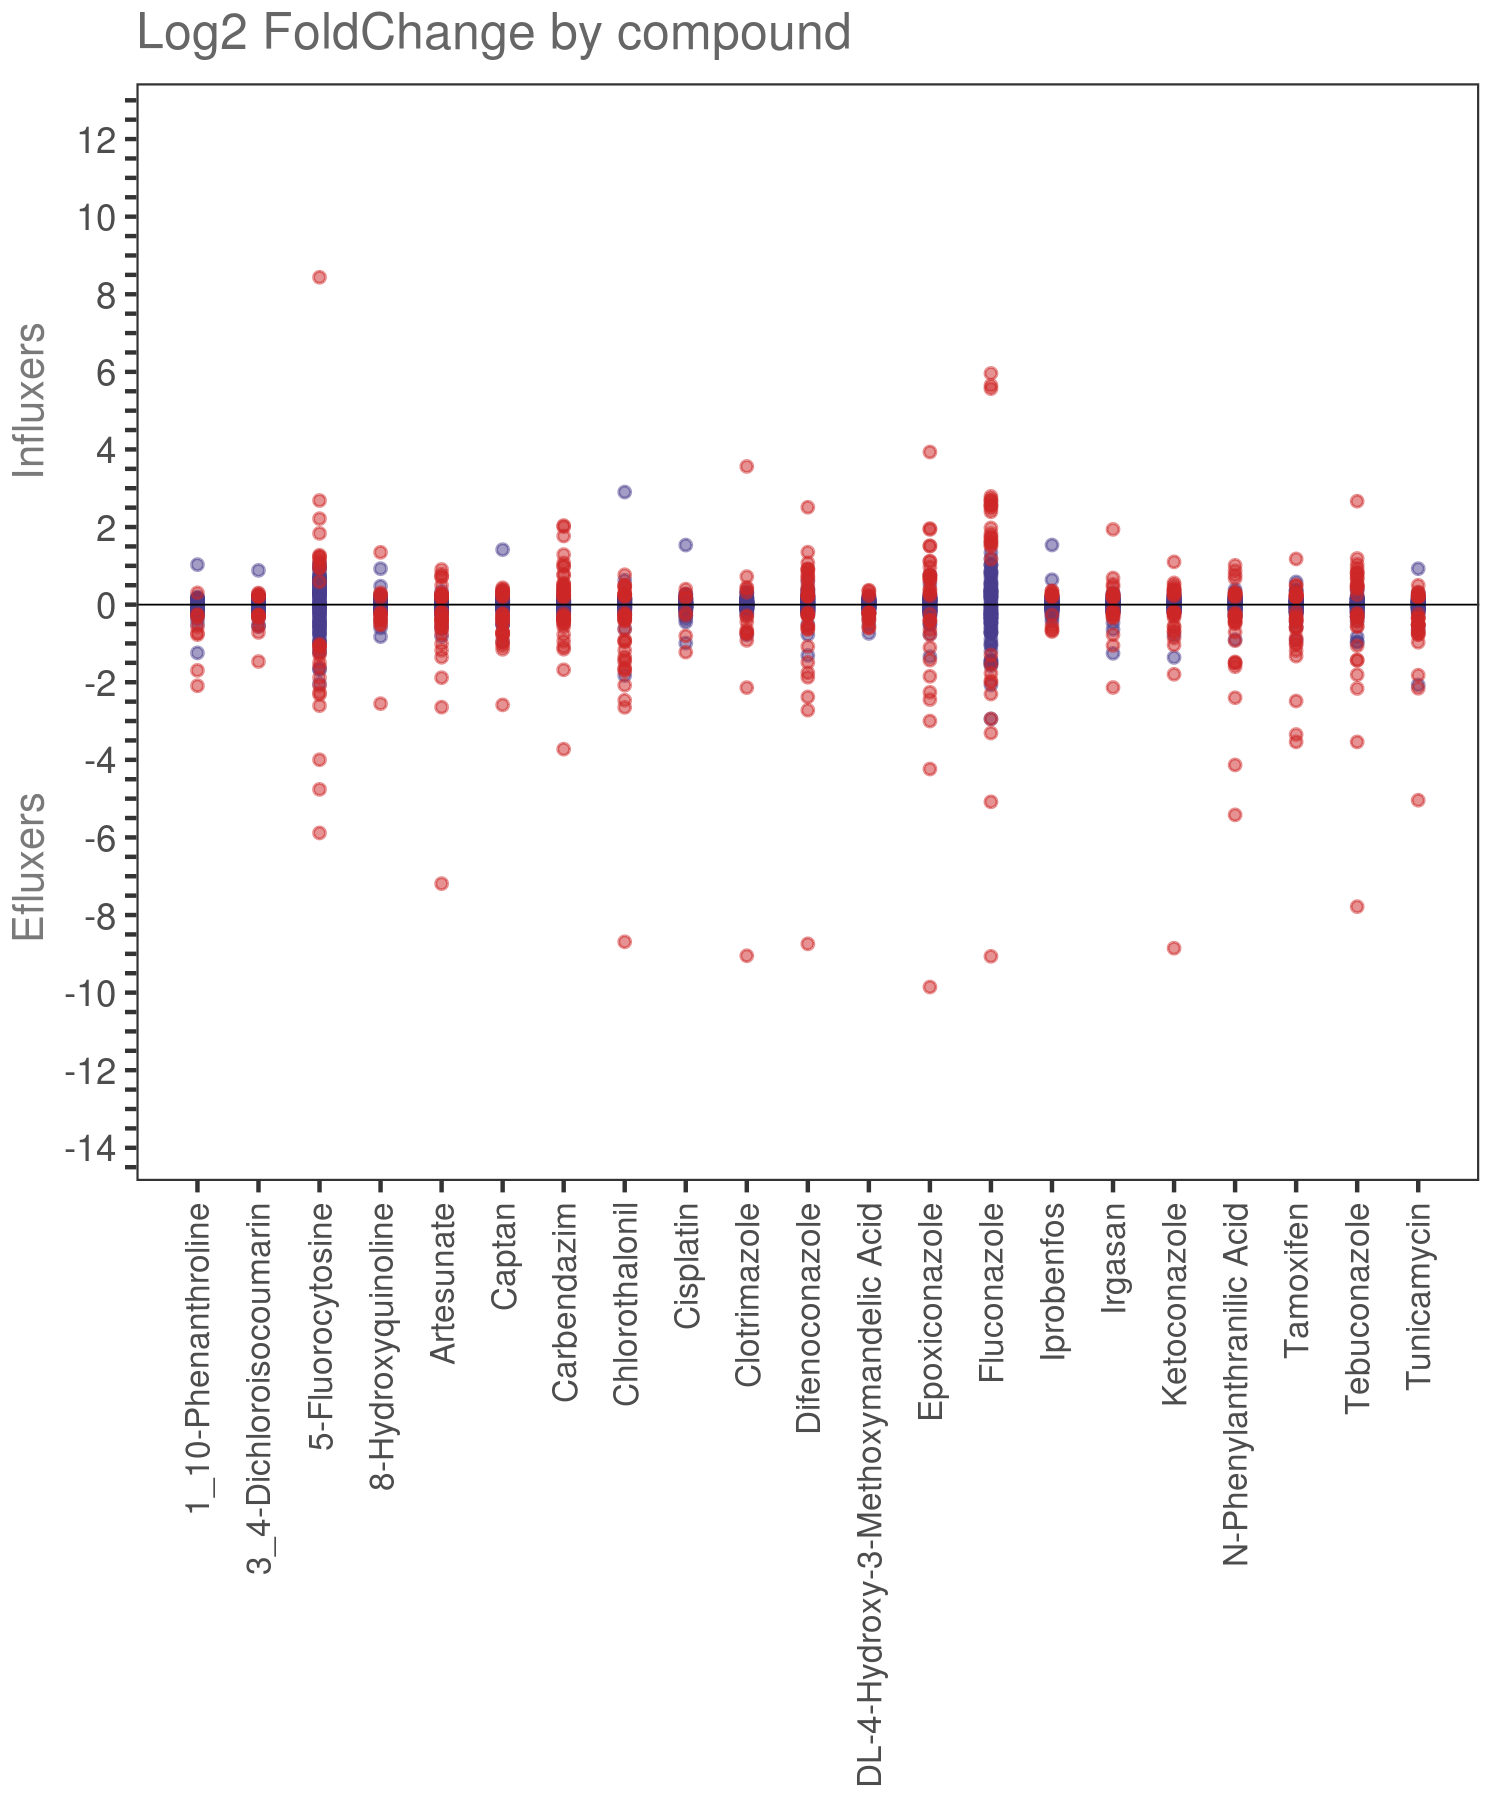 Log2 FoldChange by compound
Influxers
Efluxers
12
10
8
6
4
2
0
-2
-4
-6
-8
-10
-12
-14
1_10-Phenanthroline
3_4-Dichloroisocoumarin
5-Fluorocytosine
8-Hydroxyquinoline
Artesunate
Captan
Carbendazim
Chlorothalonil
Cisplatin
Clotrimazole
Difenoconazole
DL-4-Hydroxy-3-Methoxymandelic Acid
Epoxiconazole
Fluconazole
Iprobenfos
Irgasan
Ketoconazole
N-Phenylanthranilic Acid
Tamoxifen
Tebuconazole
Tunicamycin